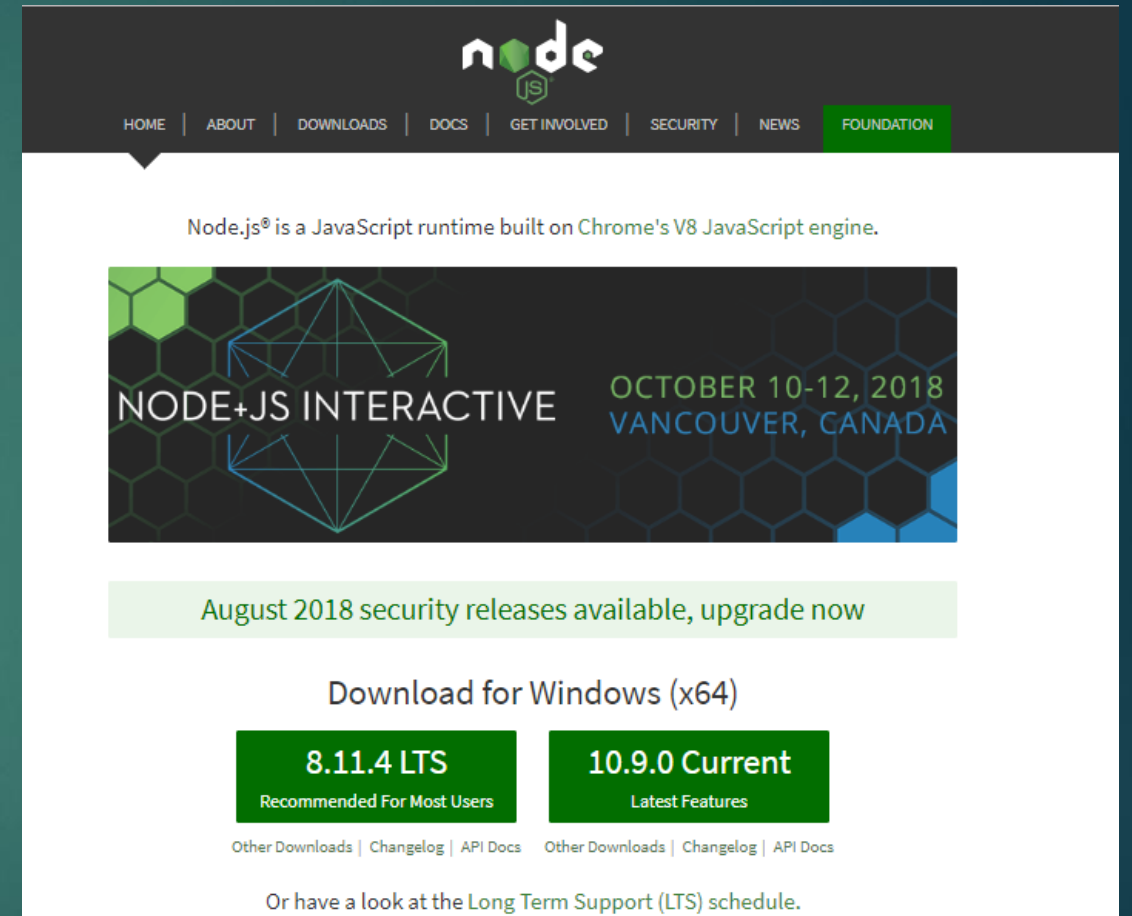 node
JS
HOME | ABOUT | DOWNLOADS | DOCS | GET INVOLVED | SECURITY | NEWS FOUNDATION
Node.js® is a JavaScript runtime built on Chrome's V8 JavaScript engine.
NODE+JS INTERACTIVE
OCTOBER 10-12, 2018
VANCOUVER, CANADA
August 2018 security releases available, upgrade now
Download for Windows (x64)
8.11.4 LTS
Recommended For Most Users
10.9.0 Current
Latest Features
Other Downloads | Changelog | API Docs
Other Downloads | Changelog | API Docs
Or have a look at the Long Term Support (LTS) schedule.